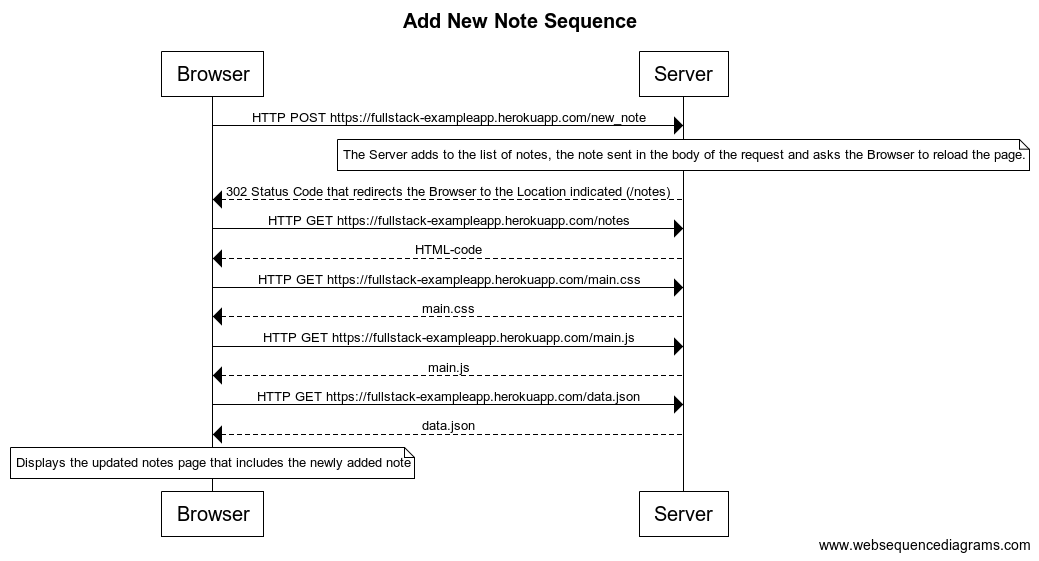 Add New Note Sequence
Browser
Server
HTTP POST https://fullstack-exampleapp.herokuapp.com/new_note
The Server adds to the list of notes, the note sent in the body of the request and asks the Browser to reload the page.
302 Status Code that redirects the Browser to the Location indicated (/notes)
HTTP GET https://fullstack-exampleapp.herokuapp.com/notes
HTML-code
HTTP GET https://fullstack-exampleapp.herokuapp.com/main.css
main.css
HTTP GET https://fullstack-exampleapp.herokuapp.com/main.js
main.js
HTTP GET https://fullstack-exampleapp.herokuapp.com/data.json
data.json
Displays the updated notes page that includes the newly added note
Browser
Server
www.websequencediagrams.com